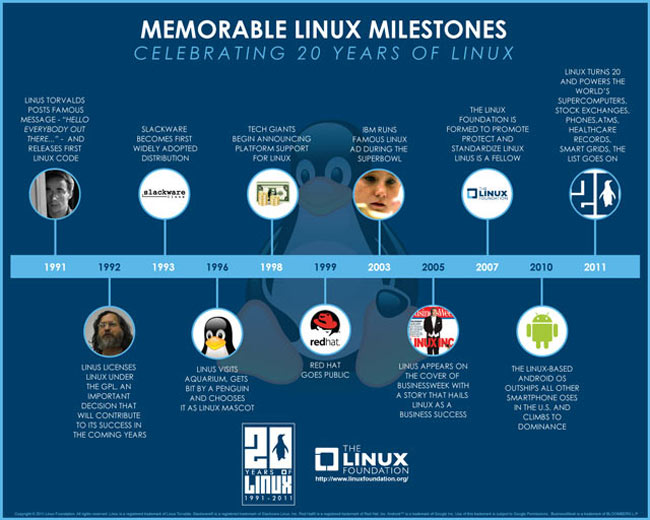 MEMORABLE LINUX MILESTONES
CELEBRATING 20 YEARS OF LINUX
LINUS TORVALDS
POSTS FAMOUS
MESSAGE - "HELLO
EVERYBODY OUT
THERE..." - AND
RELEASES FIRST
LINUX CODE
SLACKWARE
BECOMES FIRST
WIDELY ADOPTED
DISTRIBUTION
slackware
linux
TECH GIANTS
BEGIN ANNOUNCING
PLATFORM SUPPORT
FOR LINUX
IBM RUNS
FAMOUS LINUX
AD DURING THE
SUPERBOWL
THE LINUX
FOUNDATION IS
FORMED TO PROMOTE
PROTECT AND
STANDARDIZE LINUX
LINUS IS A FELLOW
THE
LINUX
FOUNDATION
LINUX TURNS 20
AND POWERS THE
WORLD'S
SUPERCOMPUTERS,
STOCK EXCHANGES,
PHONES,ATMS,
HEALTHCARE
RECORDS,
SMART GRIDS, THE
LIST GOES ON
1991 1992 1993 1996 1998 1999 2003 2005 2007 2010 2011
LINUS LICENSES
LINUX UNDER
THE GPL, AN
IMPORTANT
DECISION THAT
WILL CONTRIBUTE
TO ITS SUCCESS IN
THE COMING YEARS
LINUS VISITS
AQUARIUM, GETS
BIT BY A PENGUIN
AND CHOOSES
IT AS LINUX MASCOT
redhat.
RED HAT
GOES PUBLIC
LINUX INC
LINUS APPEARS ON
THE COVER OF
BUSINESSWEEK WITH
A STORY THAT HAILS
LINUX AS A
BUSINESS SUCCESS
THE LINUX-BASED
ANDROID OS
OUTSHIPS ALL OTHER
SMARTPHONE OSES
IN THE U.S. AND
CLIMBS TO
DOMINANCE
20
YEARS OF
LINUX
1991-2011
THE
LINUX
FOUNDATION
http://www.linuxfoundation.org/